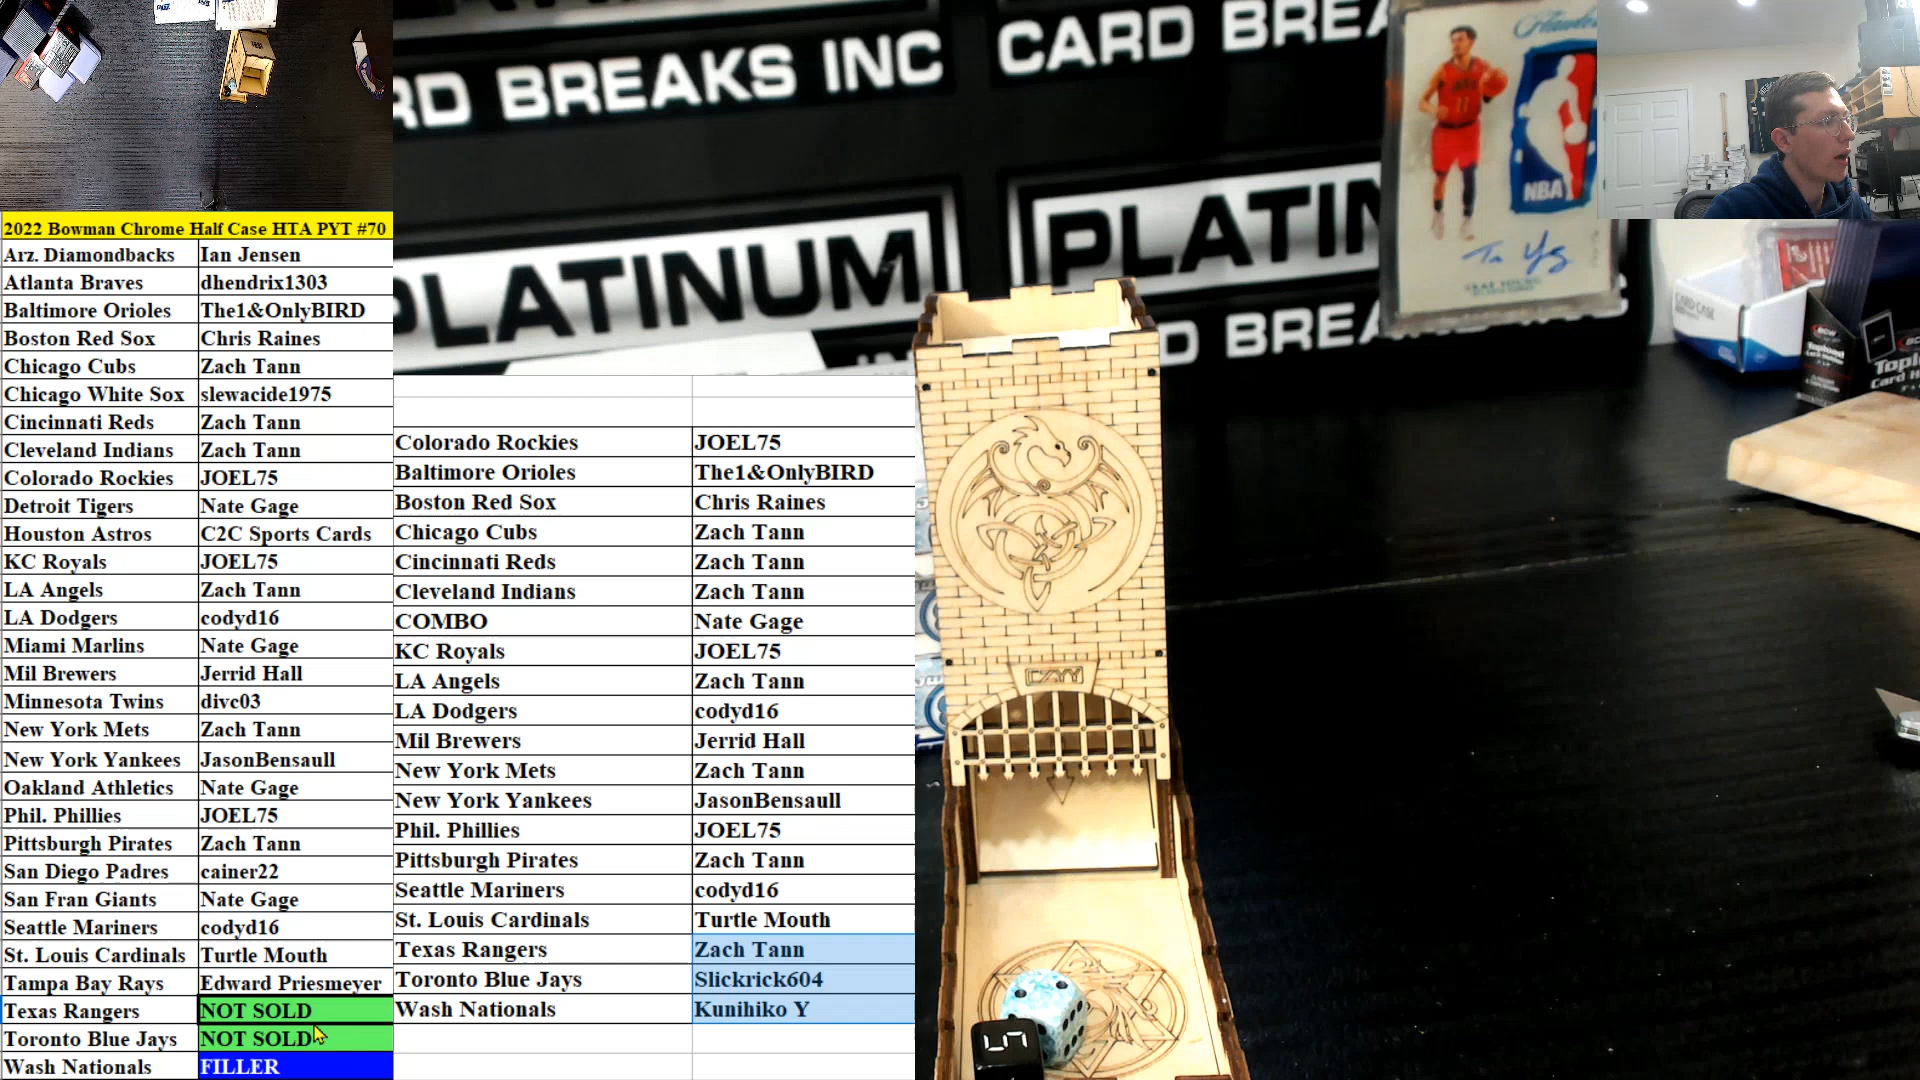 RD BREAKS INC
CARD BREA
PLATINUM
PLATIN
D BREA
NBA
2022 Bowman Chrome Half Case HTA PYT #70
Arz. Diamondbacks Ian Jensen
Atlanta Braves dhendrix1303
Baltimore Orioles The1&OnlyBIRD
Boston Red Sox Chris Raines
Chicago Cubs Zach Tann
Chicago White Sox slewacide1975
Cincinnati Reds Zach Tann
Cleveland Indians Zach Tann
Colorado Rockies JOEL75
Detroit Tigers Nate Gage
Houston Astros C2C Sports Cards
KC Royals JOEL75
LA Angels Zach Tann
LA Dodgers codyd16
Miami Marlins Nate Gage
Mil Brewers Jerrid Hall
Minnesota Twins divc03
New York Mets Zach Tann
New York Yankees JasonBensaull
Oakland Athletics Nate Gage
Phil. Phillies JOEL75
Pittsburgh Pirates Zach Tann
San Diego Padres cainer22
San Fran Giants Nate Gage
Seattle Mariners codyd16
St. Louis Cardinals Turtle Mouth
Tampa Bay Rays Edward Priesmeyer
Texas Rangers NOT SOLD
Toronto Blue Jays NOT SOLD
Wash Nationals FILLER
Colorado Rockies JOEL75
Baltimore Orioles The1&OnlyBIRD
Boston Red Sox Chris Raines
Chicago Cubs Zach Tann
Cincinnati Reds Zach Tann
Cleveland Indians Zach Tann
COMBO Nate Gage
KC Royals JOEL75
LA Angels Zach Tann
LA Dodgers codyd16
Mil Brewers Jerrid Hall
New York Mets Zach Tann
New York Yankees JasonBensaull
Phil. Phillies JOEL75
Pittsburgh Pirates Zach Tann
Seattle Mariners codyd16
St. Louis Cardinals Turtle Mouth
Texas Rangers Zach Tann
Toronto Blue Jays Slickrick604
Wash Nationals Kunihiko Y
CZYY
5
CARD CASE